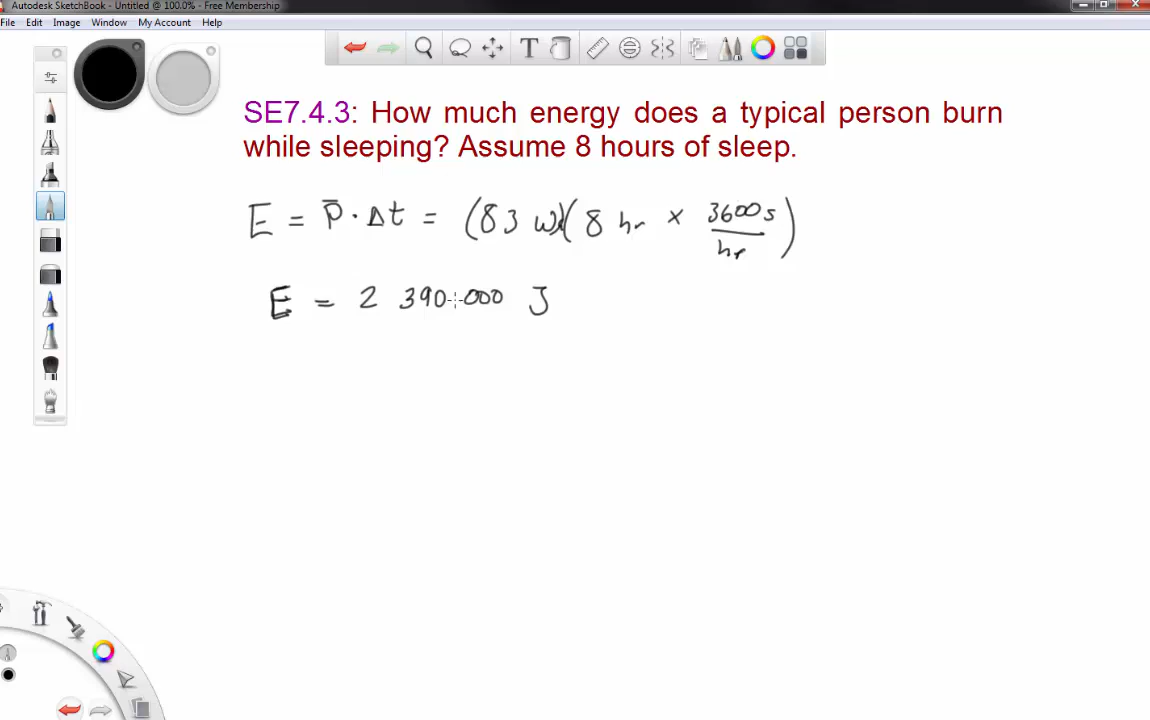 Autodesk SketchBook - Untitled @ 100.0% - Free Membership
File Edit Image Window My Account Help
T
SE7.4.3: How much energy does a typical person burn
while sleeping? Assume 8 hours of sleep.
E = P̄ · Δt = (83 W)(8 hr × 3600 s / hr)
E = 2 390 000 J